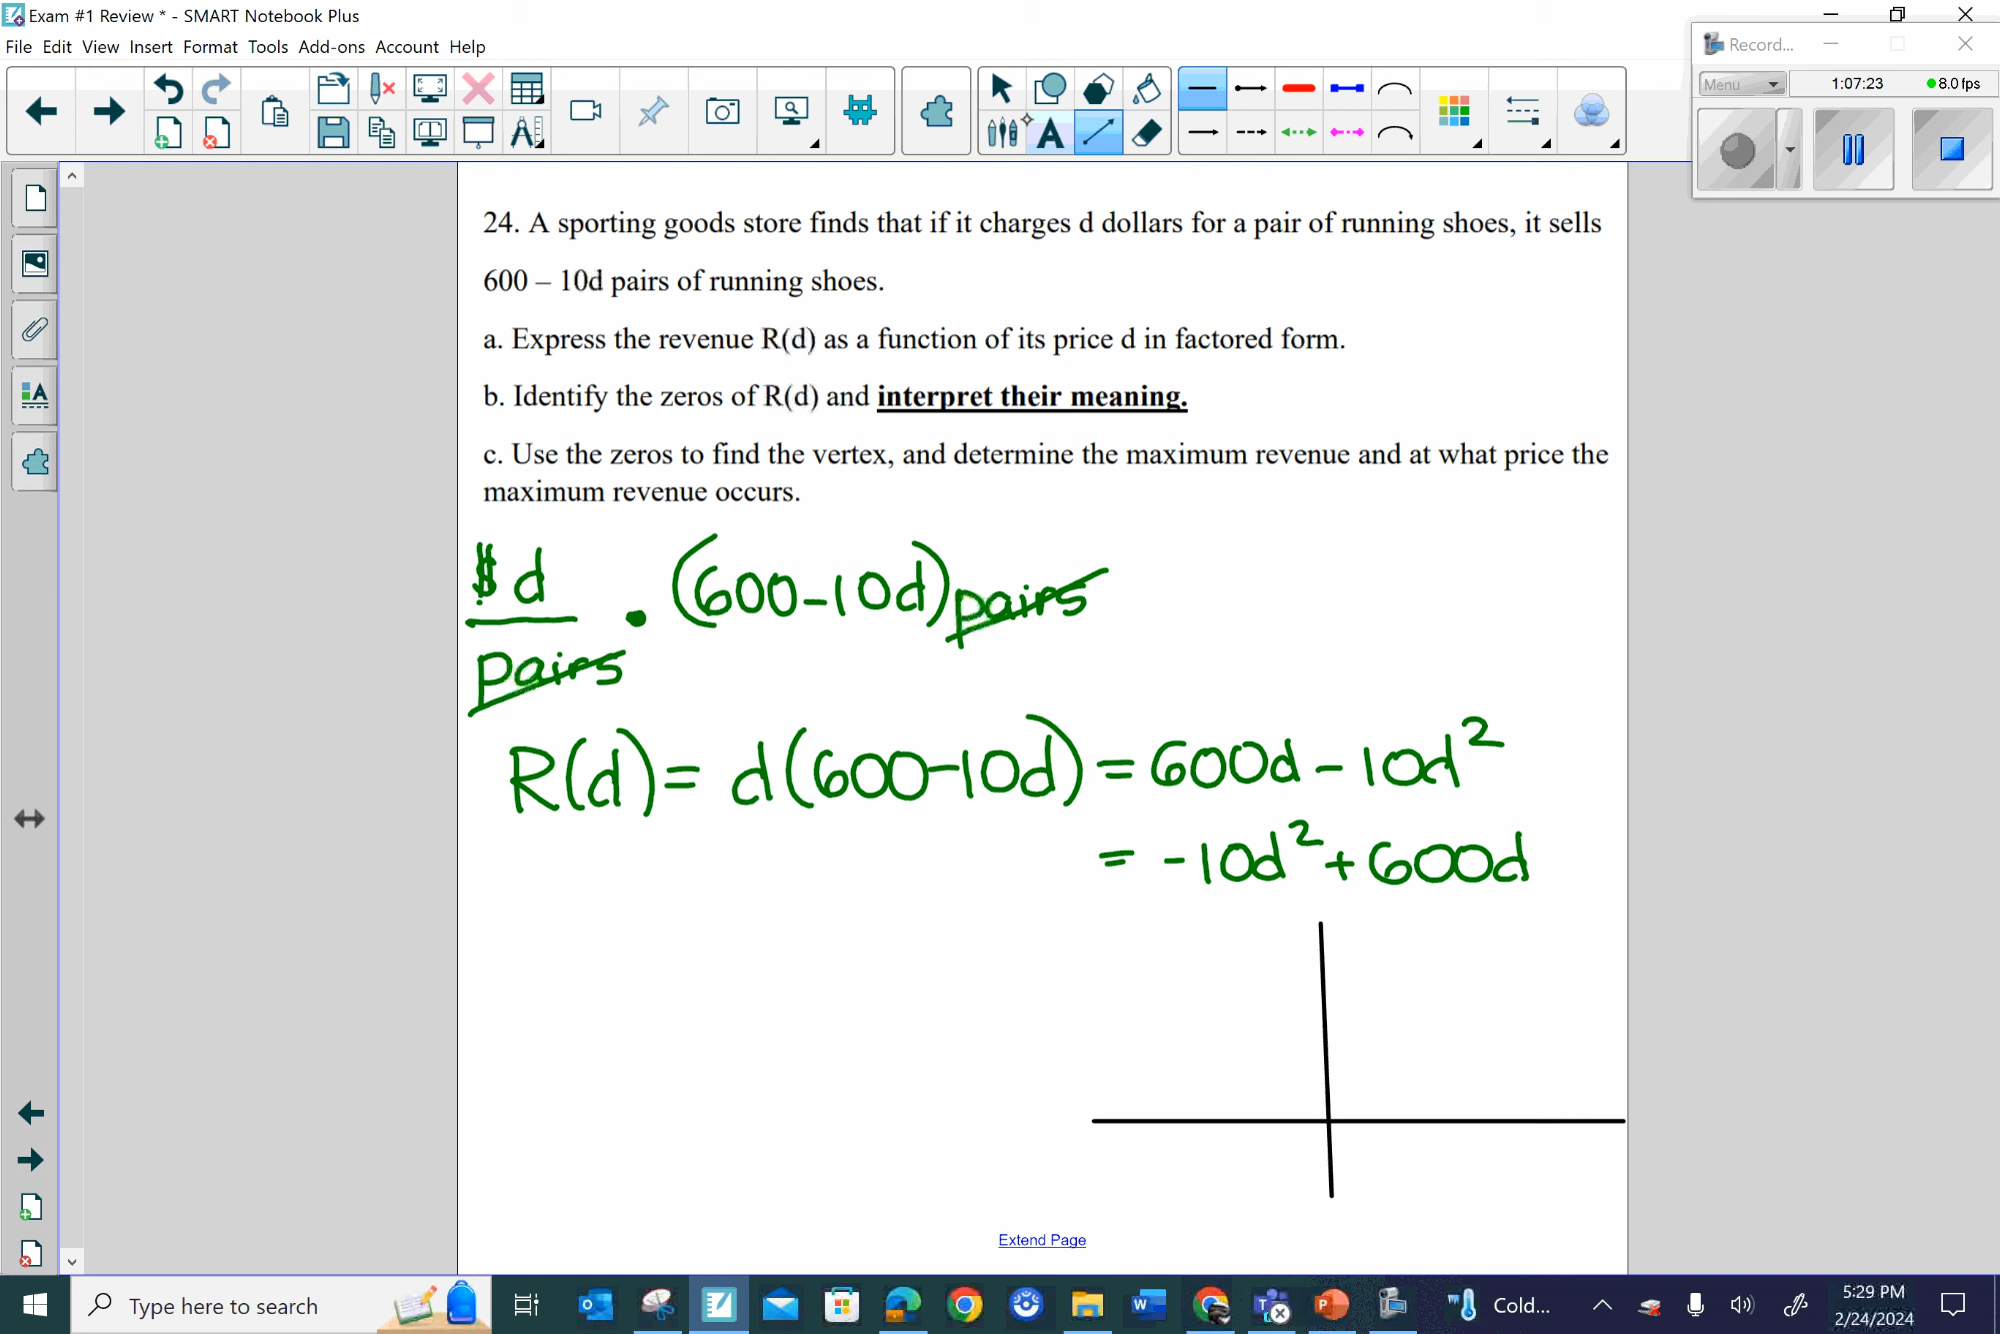 Exam #1 Review * - SMART Notebook Plus
File Edit View Insert Format Tools Add-ons Account Help
Record...
Menu 1:07:23 8.0 fps
24. A sporting goods store finds that if it charges d dollars for a pair of running shoes, it sells
600 – 10d pairs of running shoes.
a. Express the revenue R(d) as a function of its price d in factored form.
b. Identify the zeros of R(d) and interpret their meaning.
c. Use the zeros to find the vertex, and determine the maximum revenue and at what price the
maximum revenue occurs.
$ d · (600-10d) pairs
pairs
R(d) = d(600-10d) = 600d - 10d²
= -10d² + 600d
Extend Page
Type here to search
Cold...
5:29 PM
2/24/2024